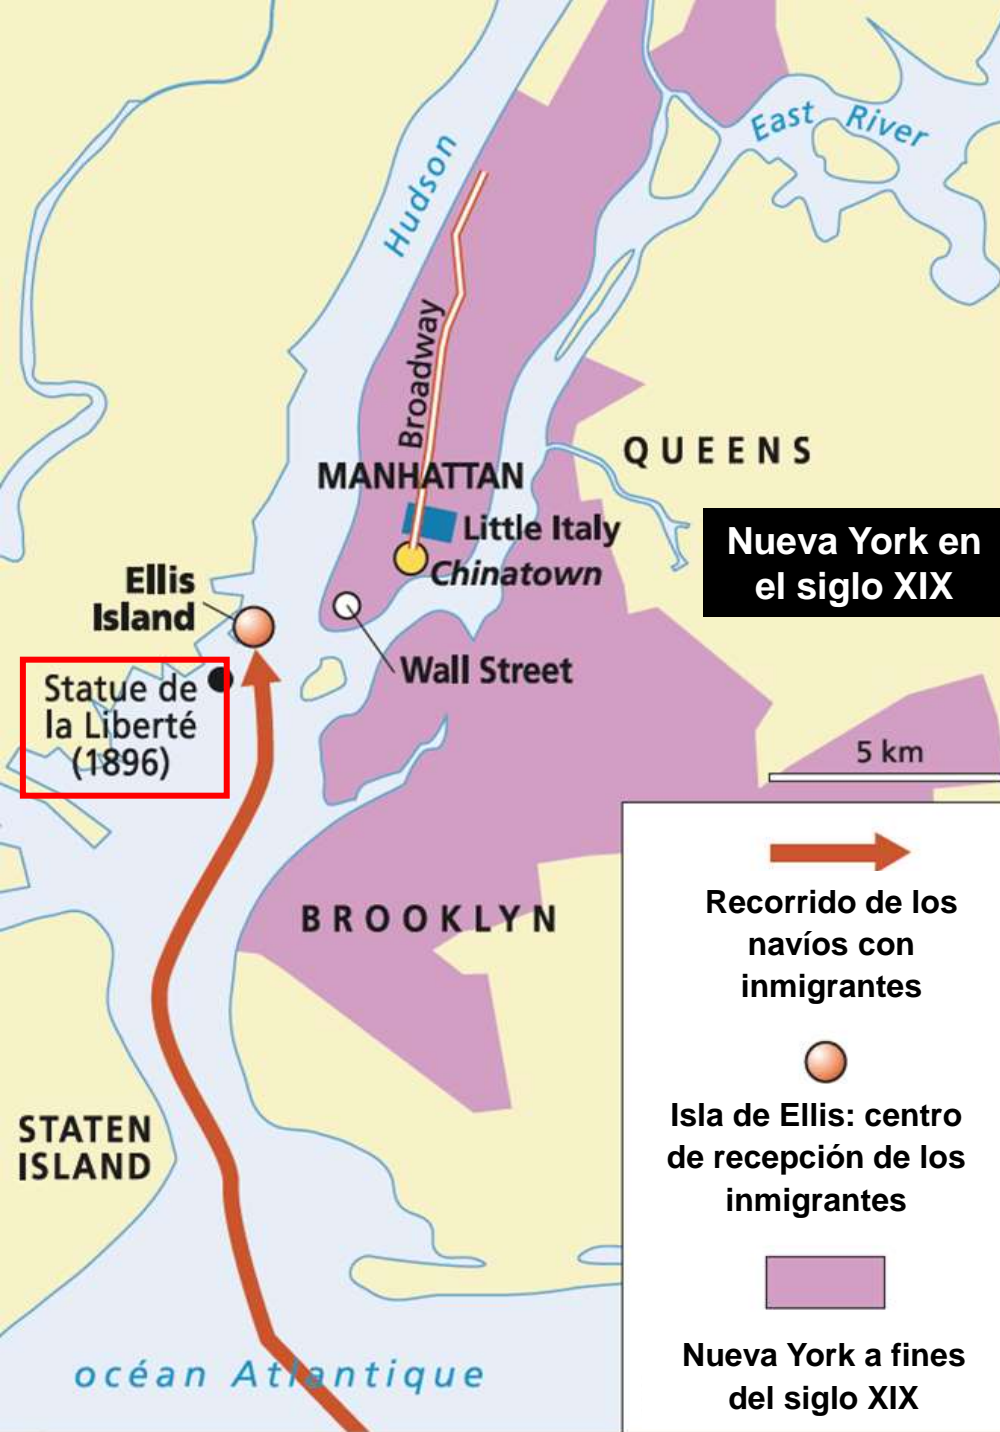 East River
Hudson
Broadway
QUEENS
MANHATTAN
Little Italy
Nueva York en
el siglo XIX
Chinatown
Ellis
Island
Wall Street
Statue de
la Liberté
(1896)
5 km
BROOKLYN
Recorrido de los
navíos con
inmigrantes
Isla de Ellis: centro
de recepción de los
inmigrantes
STATEN
ISLAND
océan Atlantique
Nueva York a fines
del siglo XIX